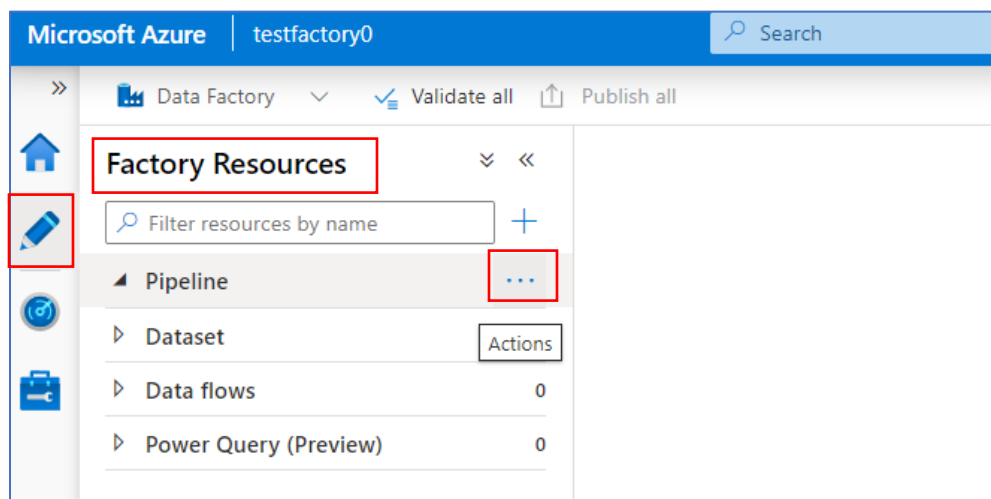 Microsoft Azure testfactory0 Search
Data Factory Validate all Publish all
Factory Resources
Filter resources by name
Pipeline ...
Dataset
Actions
Data flows 0
Power Query (Preview) 0